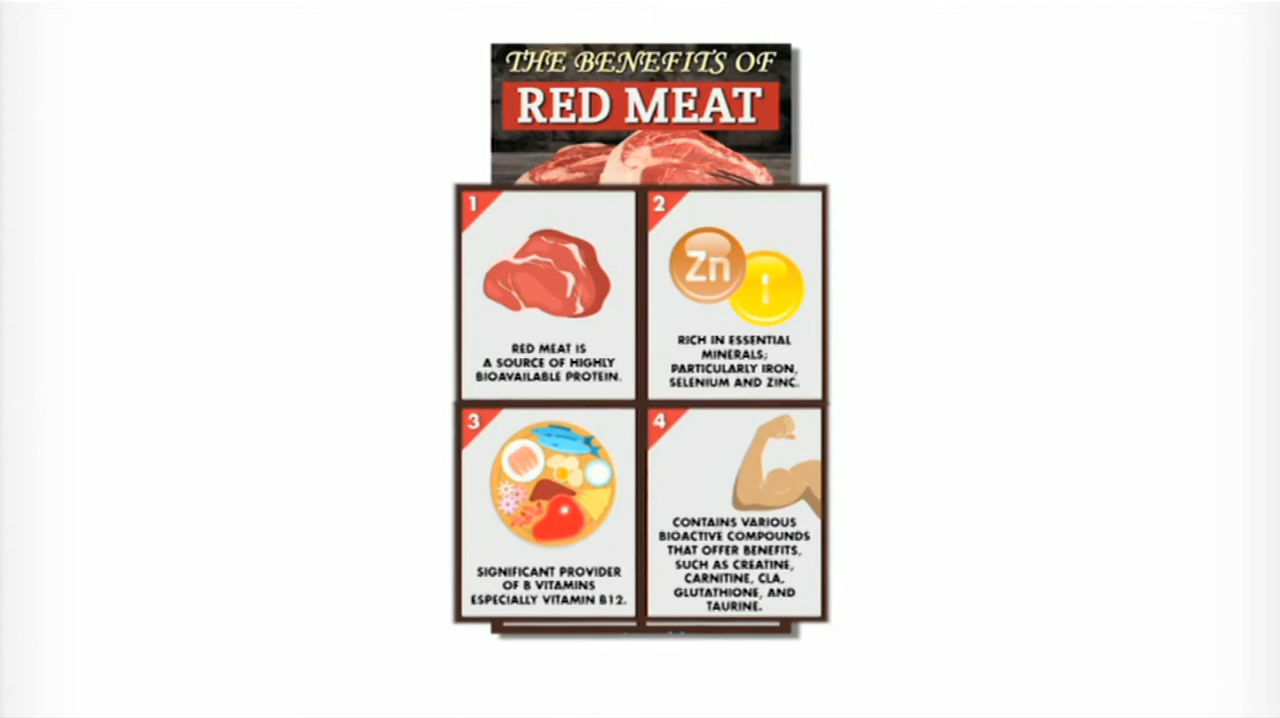 THE BENEFITS OF
RED MEAT
1
RED MEAT IS
A SOURCE OF HIGHLY
BIOAVAILABLE PROTEIN.
2
Zn
I
RICH IN ESSENTIAL
MINERALS;
PARTICULARLY IRON,
SELENIUM AND ZINC.
3
SIGNIFICANT PROVIDER
OF B VITAMINS
ESPECIALLY VITAMIN B12.
4
CONTAINS VARIOUS
BIOACTIVE COMPOUNDS
THAT OFFER BENEFITS,
SUCH AS CREATINE,
CARNITINE, CLA,
GLUTATHIONE, AND
TAURINE.